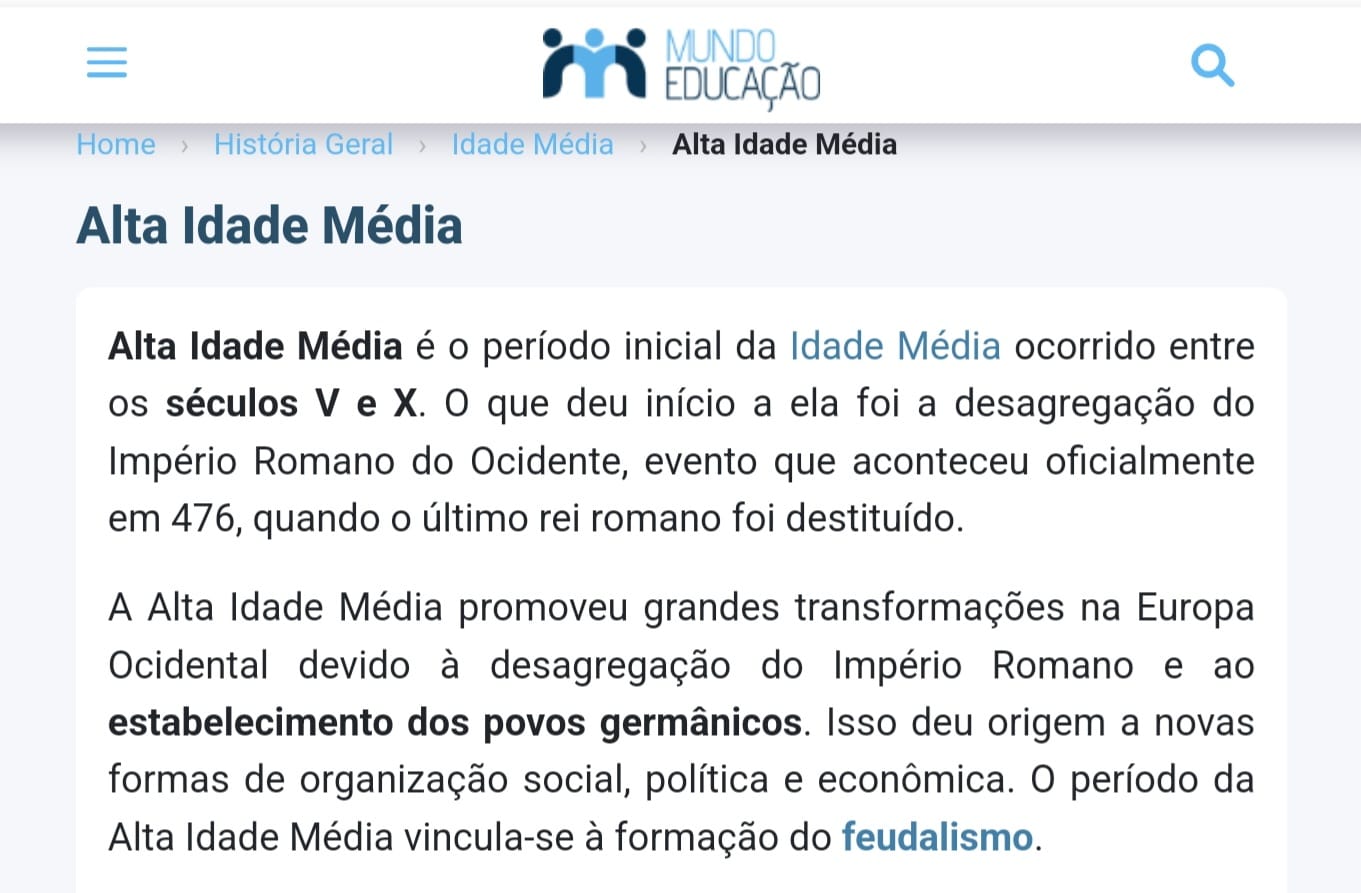 MUNDO
EDUCAÇÃO
Home › História Geral › Idade Média › Alta Idade Média
Alta Idade Média
Alta Idade Média é o período inicial da Idade Média ocorrido entre
os séculos V e X. O que deu início a ela foi a desagregação do
Império Romano do Ocidente, evento que aconteceu oficialmente
em 476, quando o último rei romano foi destituído.
A Alta Idade Média promoveu grandes transformações na Europa
Ocidental devido à desagregação do Império Romano e ao
estabelecimento dos povos germânicos. Isso deu origem a novas
formas de organização social, política e econômica. O período da
Alta Idade Média vincula-se à formação do feudalismo.